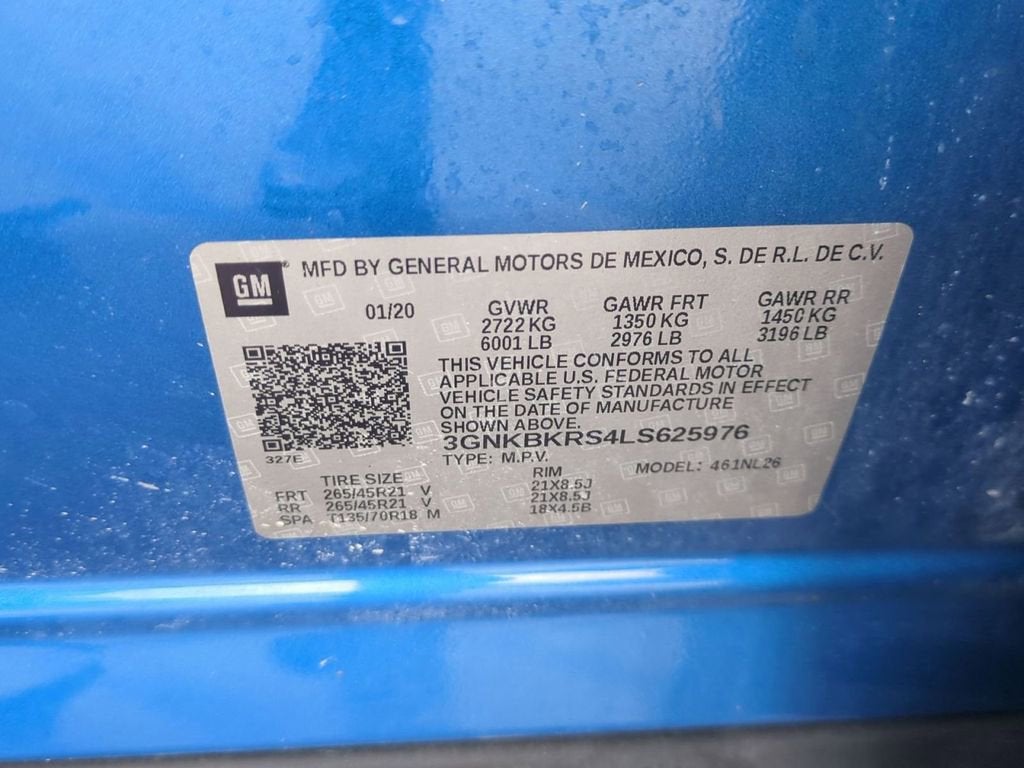 GM
MFD BY GENERAL MOTORS DE MEXICO, S. DE R.L. DE C.V.
01/20 GVWR GAWR FRT GAWR RR
2722 KG 1350 KG 1450 KG
6001 LB 2976 LB 3196 LB
THIS VEHICLE CONFORMS TO ALL
APPLICABLE U.S. FEDERAL MOTOR
VEHICLE SAFETY STANDARDS IN EFFECT
ON THE DATE OF MANUFACTURE
SHOWN ABOVE.
3GNKBKRS4LS625976
327E TYPE: M.P.V. MODEL: 461NL26
TIRE SIZE RIM
FRT 265/45R21 V 21X8.5J
RR 265/45R21 V 21X8.5J
SPA T135/70R18 M 18X4.5B